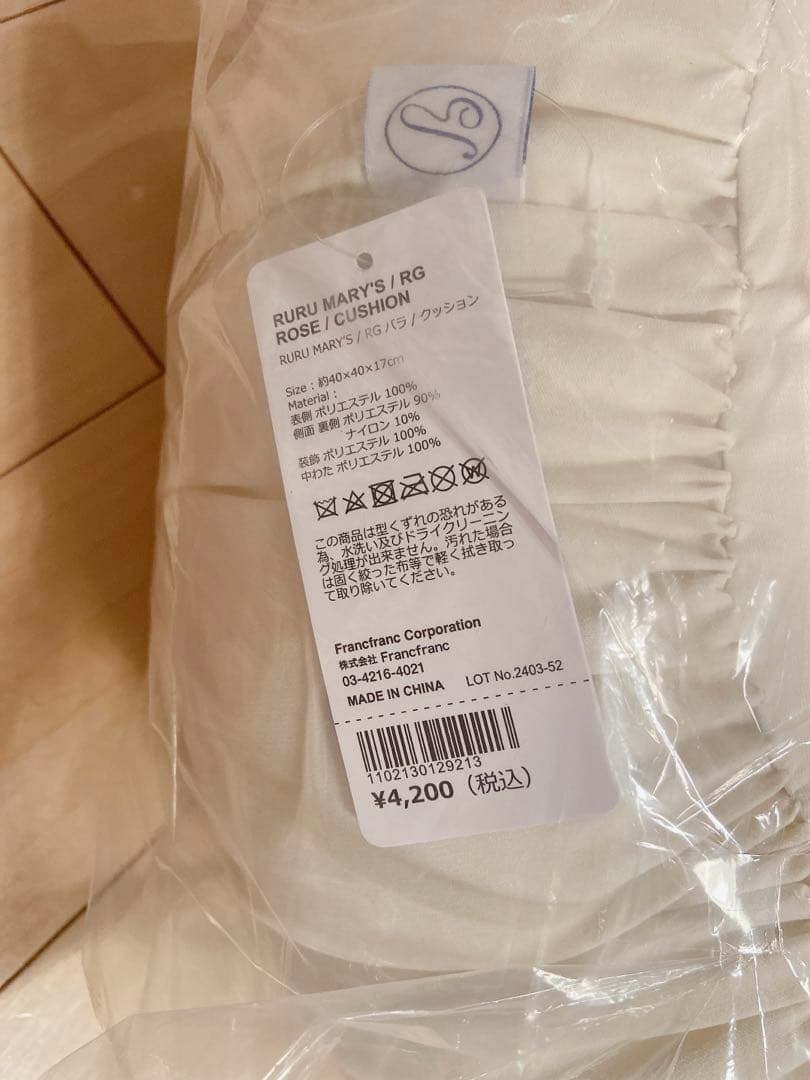 RURU MARY'S / RG
ROSE / CUSHION
RURU MARY'S / RG バラ / クッション
Size : 約40×40×17cm
Material :
表側 ポリエステル 100%
側面 裏側 ポリエステル 90%
ナイロン 10%
装飾 ポリエステル 100%
中わた ポリエステル 100%
W
この商品は型くずれの恐れがある
為、水洗い及びドライクリーニン
グ処理が出来ません。汚れた場合
は固く絞った布等で軽く拭き取っ
て取り除いてください。
Francfranc Corporation
株式会社 Francfranc
03-4216-4021
MADE IN CHINA LOT No.2403-52
1102130129213
¥4,200（税込）